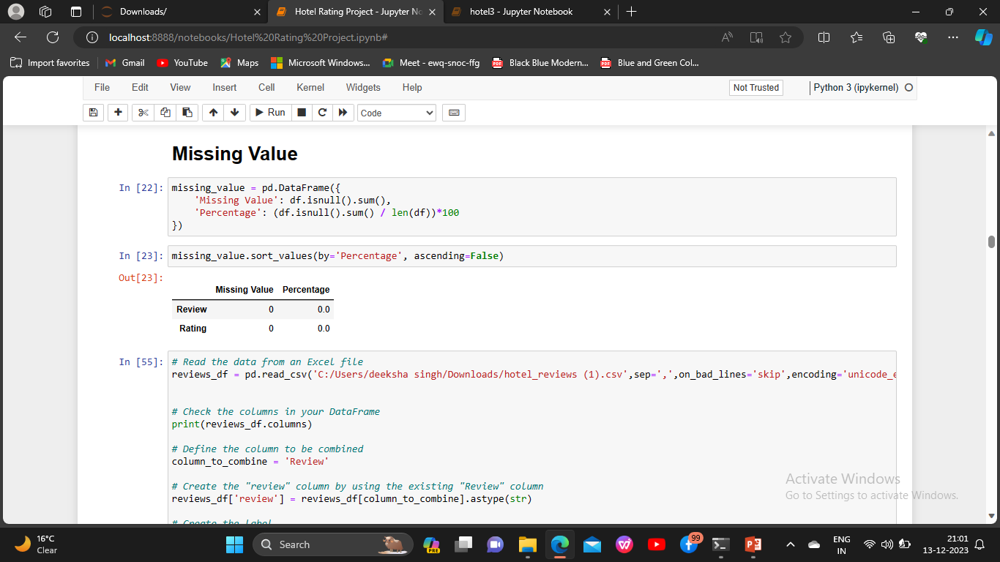 Downloads/
Hotel Rating Project - Jupyter No
hotel3 - Jupyter Notebook
localhost:8888/notebooks/Hotel%20Rating%20Project.ipynb#
Import favorites
Gmail
YouTube
Maps
Microsoft Windows...
Meet - ewq-snoc-ffg
Black Blue Modern...
Blue and Green Col...
File Edit View Insert Cell Kernel Widgets Help
Not Trusted
Python 3 (ipykernel)
Run
Code
Missing Value
In [22]: missing_value = pd.DataFrame({
'Missing Value': df.isnull().sum(),
'Percentage': (df.isnull().sum() / len(df))*100
})
In [23]: missing_value.sort_values(by='Percentage', ascending=False)
Out[23]:
Missing Value Percentage
Review 0 0.0
Rating 0 0.0
In [55]: # Read the data from an Excel file
reviews_df = pd.read_csv('C:/Users/deeksha singh/Downloads/hotel_reviews (1).csv',sep=',',on_bad_lines='skip',encoding='unicode_e
# Check the columns in your DataFrame
print(reviews_df.columns)
# Define the column to be combined
column_to_combine = 'Review'
# Create the "review" column by using the existing "Review" column
reviews_df['review'] = reviews_df[column_to_combine].astype(str)
# Create the label
Activate Windows
Go to Settings to activate Windows.
16°C
Clear
Search
PRE
99
ENG
IN
21:01
13-12-2023